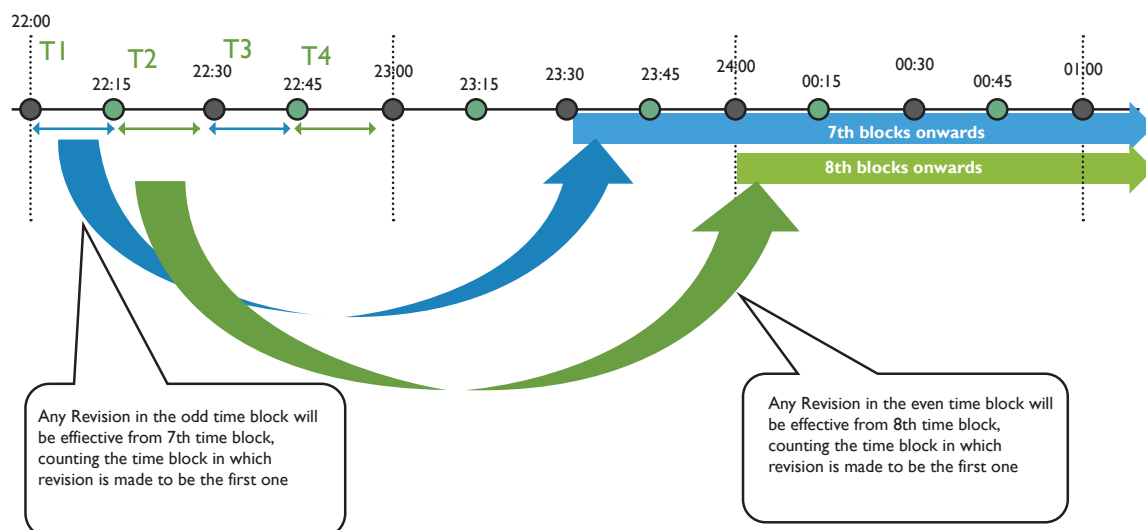 22:00
T1
T2
T3
T4
22:15
22:30
22:45
23:00
23:15
23:30
23:45
24:00
00:15
00:30
00:45
01:00
7th blocks onwards
8th blocks onwards
Any Revision in the odd time block will
be effiective from 7th time block,
counting the time block in which
revision is made to be the first one
Any Revision in the even time block will
be effective from 8th time block,
counting the time block in which
revision is made to be the first one